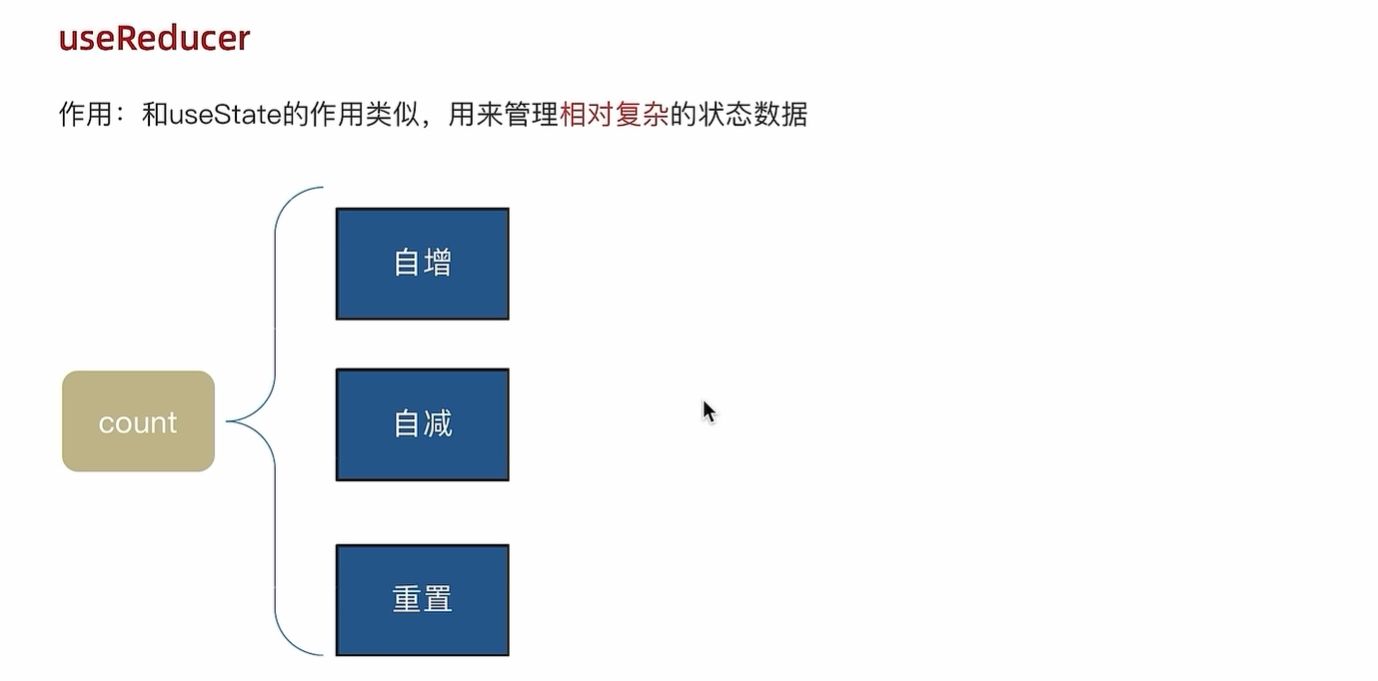 useReducer
作用：和useState的作用类似，用来管理相对复杂的状态数据
自增
count
自减
重置